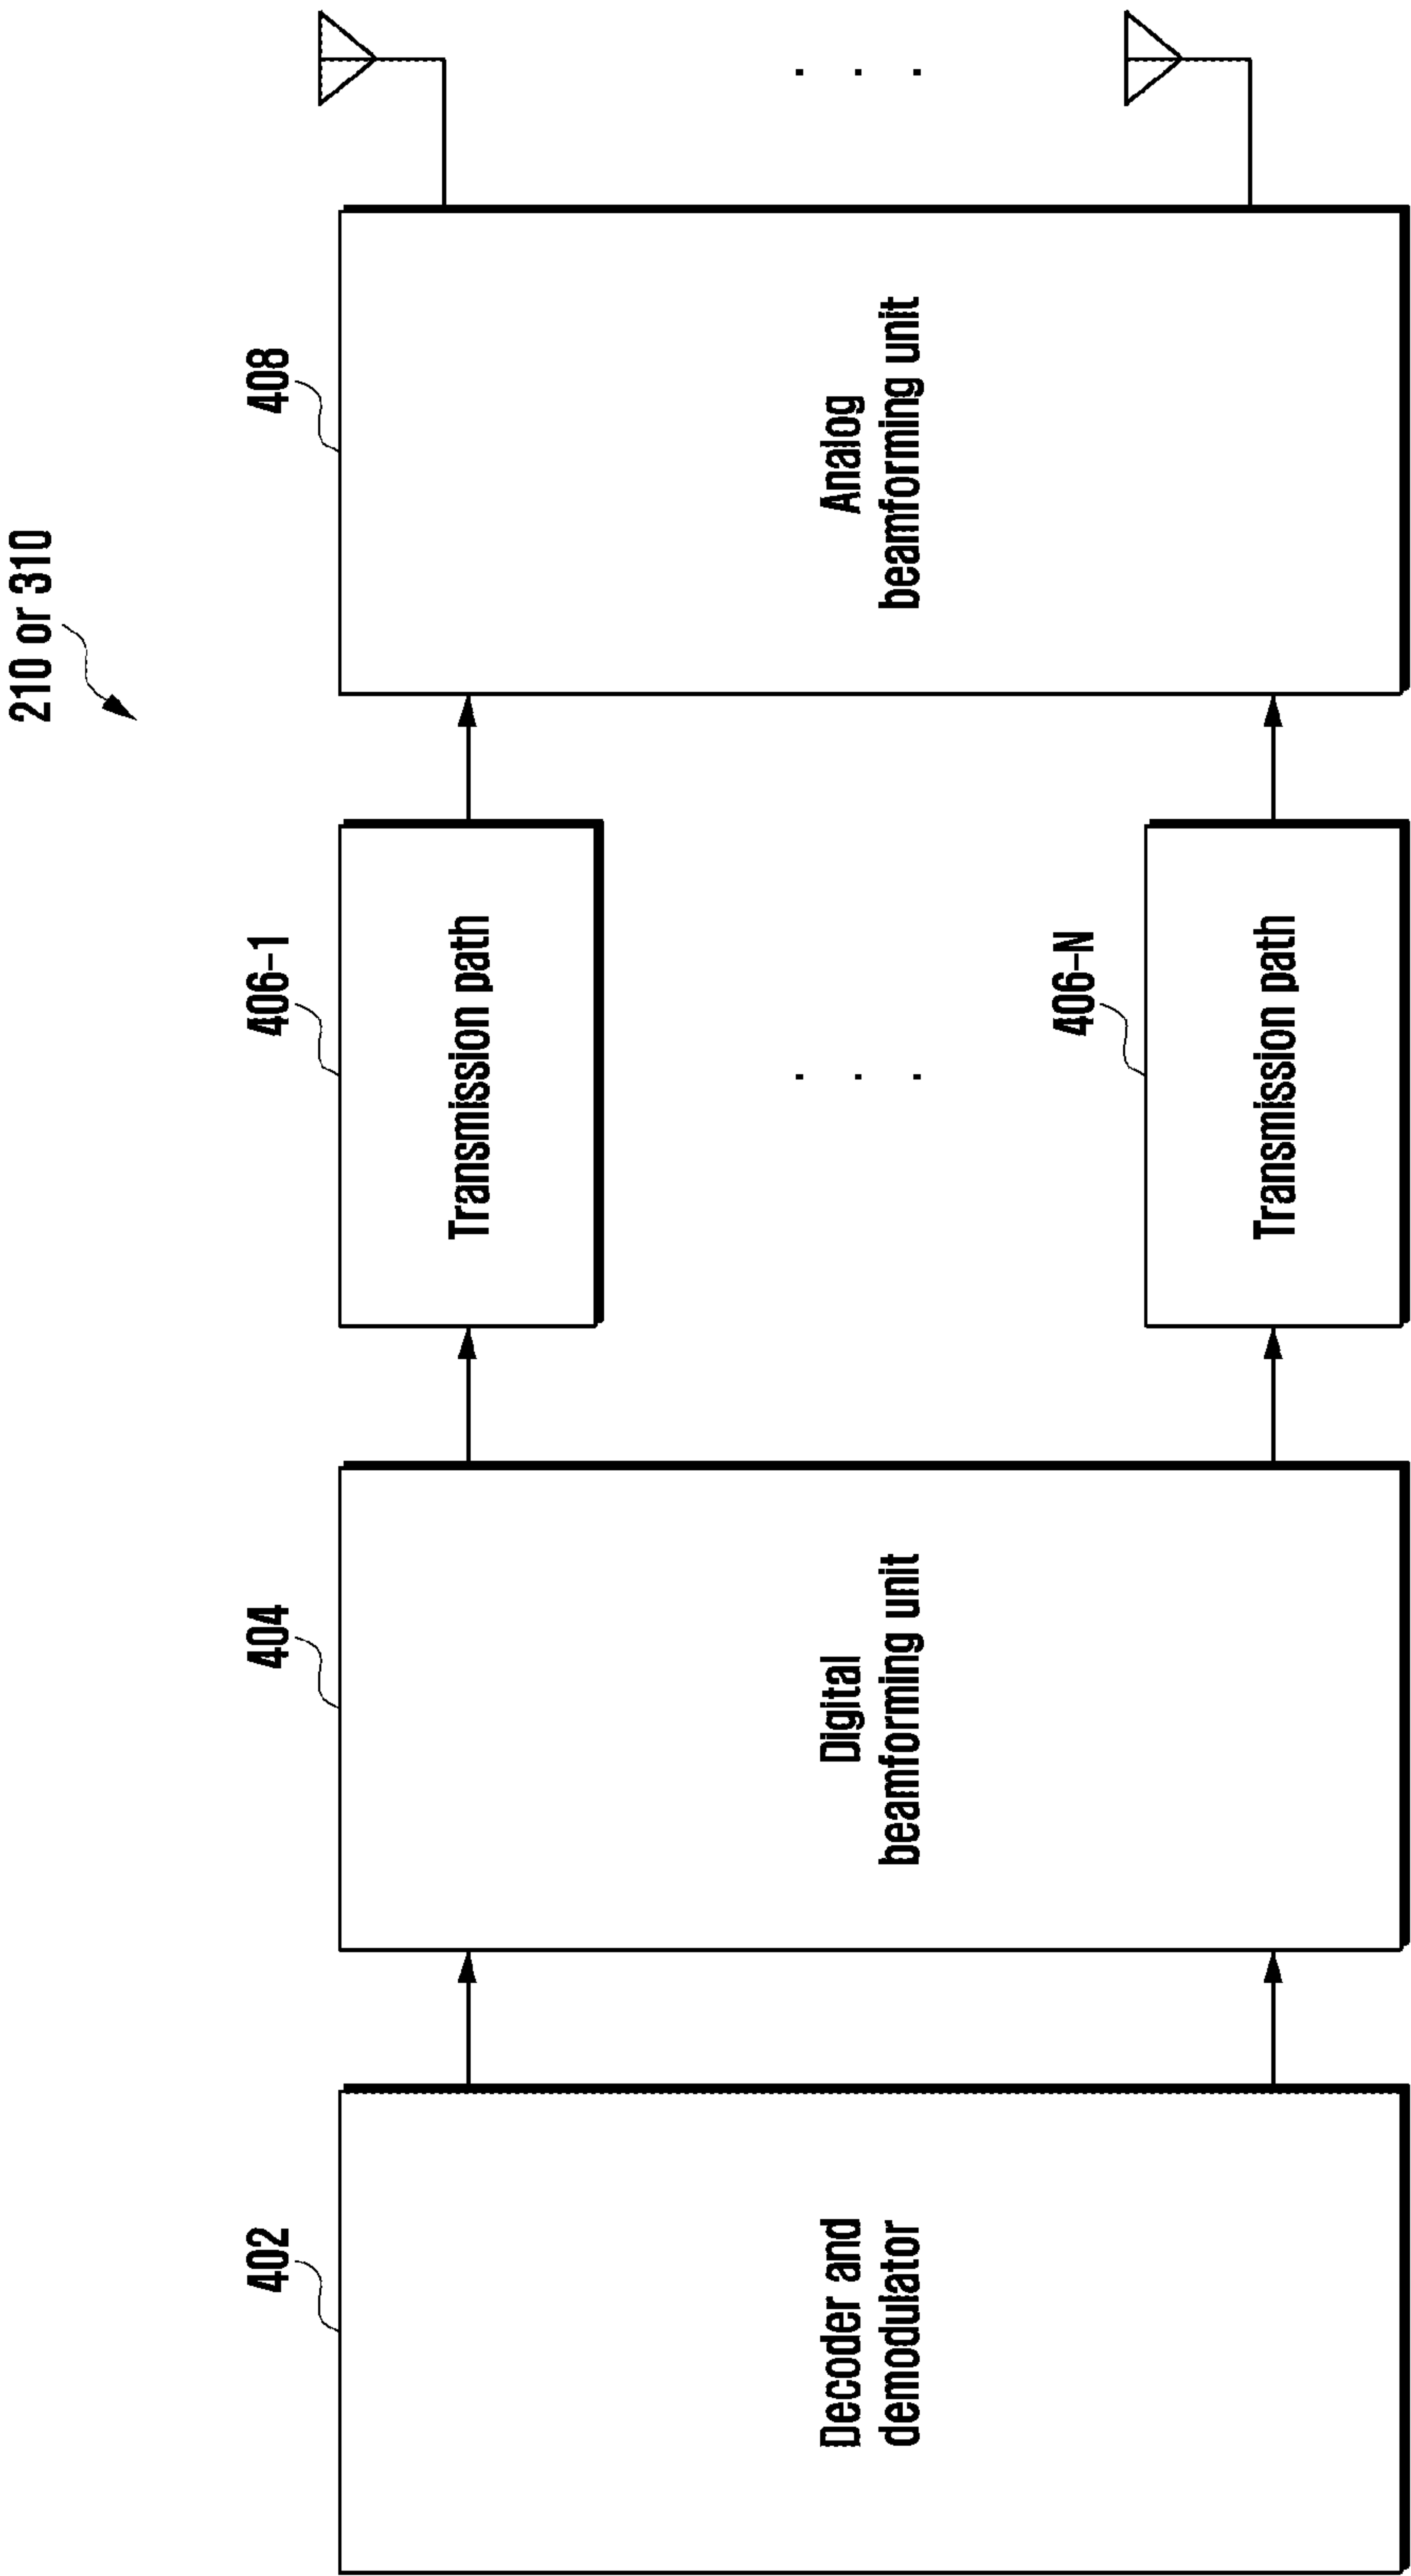 210 or 310
402
404
406-1
408
406-N
Decoder and
demodulator
Digital
beamforming unit
Transmission path
Transmission path
Analog
beamforming unit